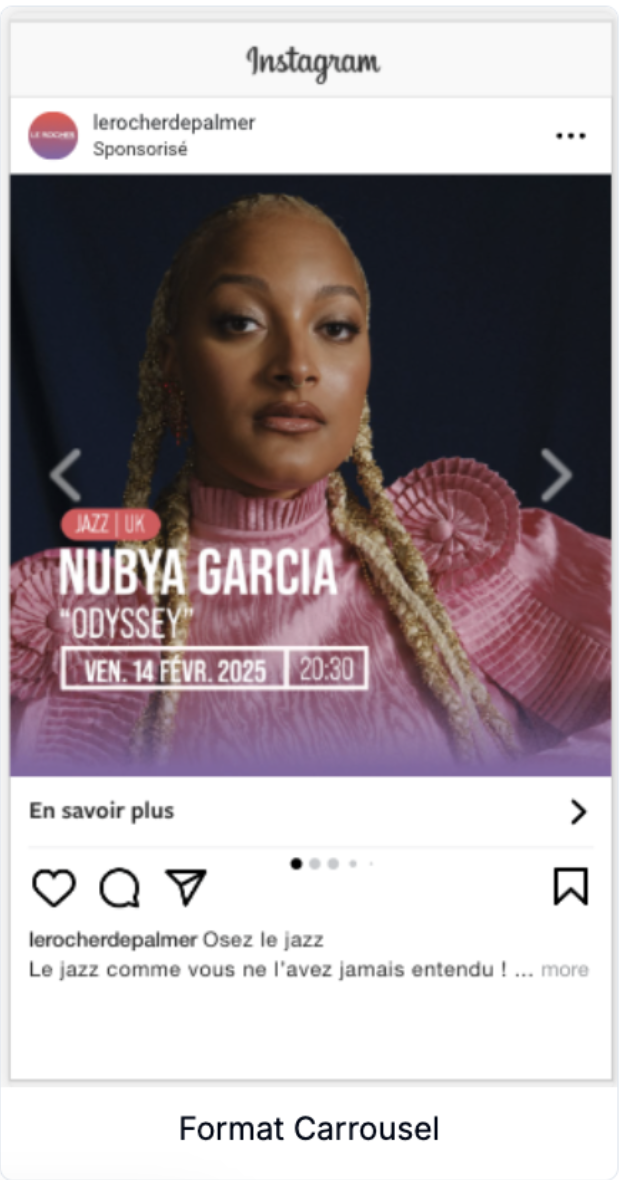 Instagram
LE ROCHER
lerocherdepalmer
Sponsorisé
JAZZ | UK
NUBYA GARCIA
“ODYSSEY”
VEN. 14 FÉVR. 2025 20:30
En savoir plus
lerocherdepalmer Osez le jazz
Le jazz comme vous ne l'avez jamais entendu ! ... more
Format Carrousel